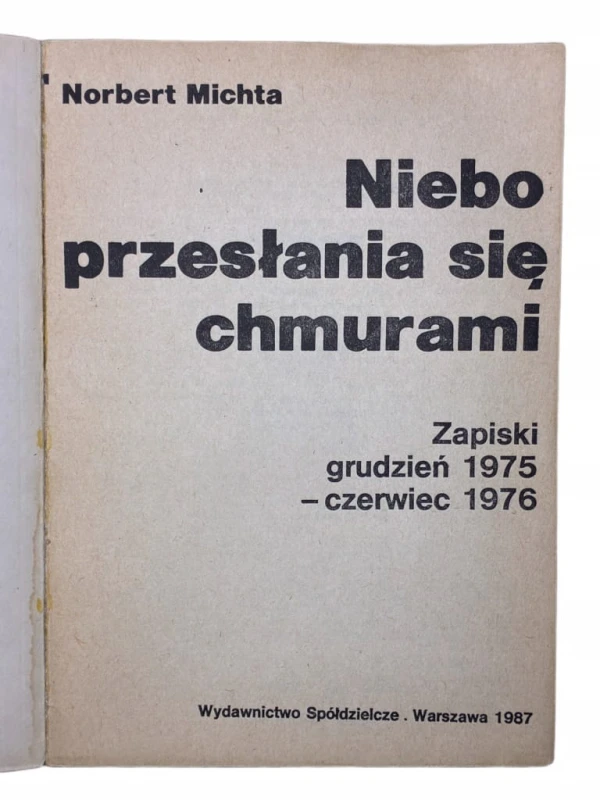 Norbert Michta
Niebo
przesłania się
chmurami
Zapiski
grudzień 1975
– czerwiec 1976
Wydawnictwo Spółdzielcze . Warszawa 1987